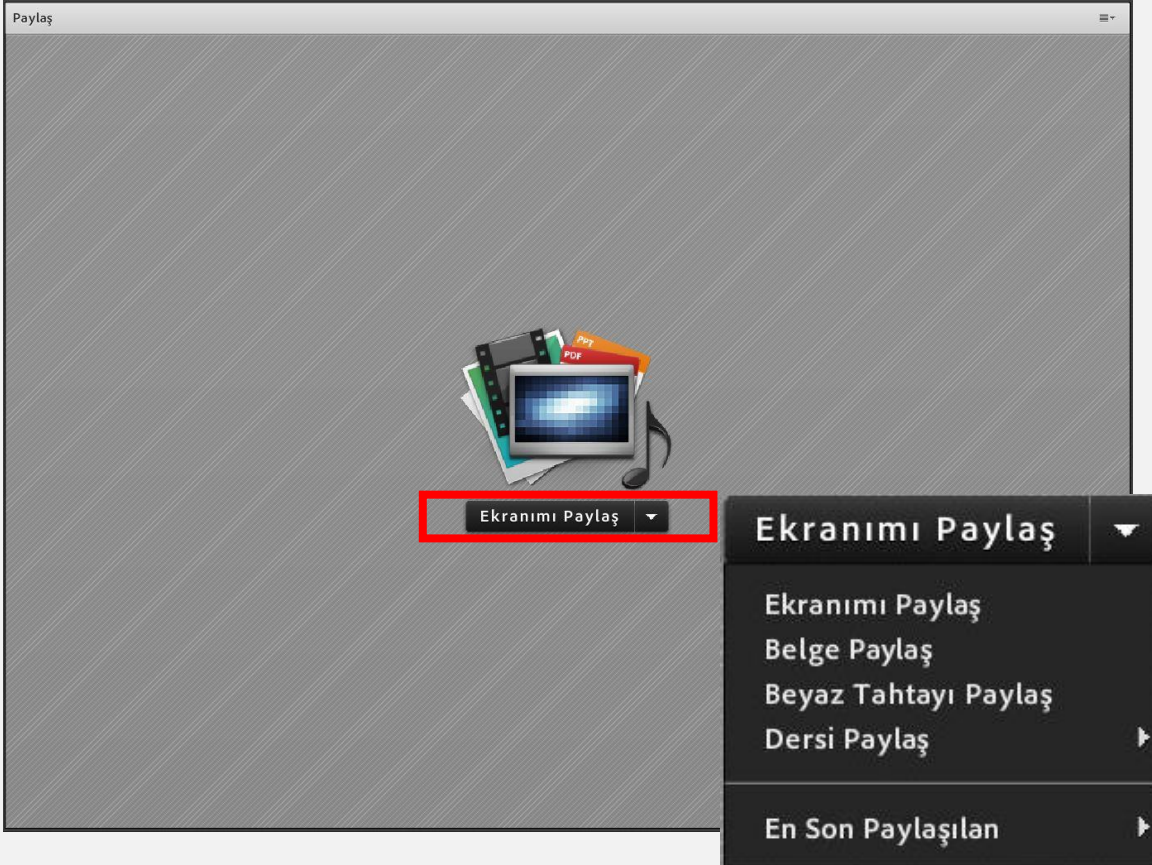 Paylaş
PPT
PDF
Ekranımı Paylaş
Ekranımı Paylaş
Ekranımı Paylaş
Belge Paylaş
Beyaz Tahtayı Paylaş
Dersi Paylaş
En Son Paylaşılan